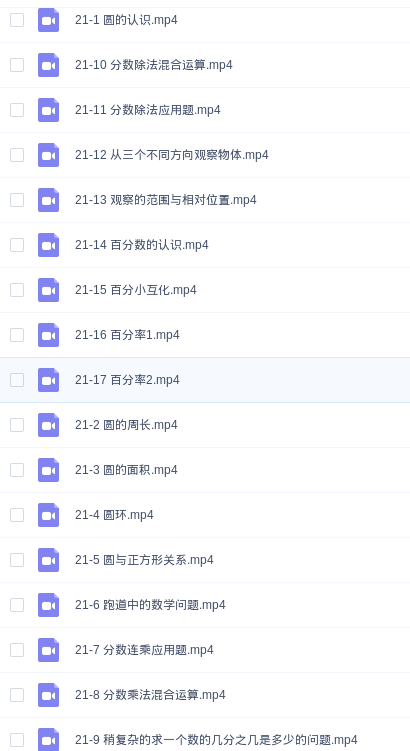 21-1 圆的认识.mp4
21-10 分数除法混合运算.mp4
21-11 分数除法应用题.mp4
21-12 从三个不同方向观察物体.mp4
21-13 观察的范围与相对位置.mp4
21-14 百分数的认识.mp4
21-15 百分小互化.mp4
21-16 百分率1.mp4
21-17 百分率2.mp4
21-2 圆的周长.mp4
21-3 圆的面积.mp4
21-4 圆环.mp4
21-5 圆与正方形关系.mp4
21-6 跑道中的数学问题.mp4
21-7 分数连乘应用题.mp4
21-8 分数乘法混合运算.mp4
21-9 稍复杂的求一个数的几分之几是多少的问题.mp4